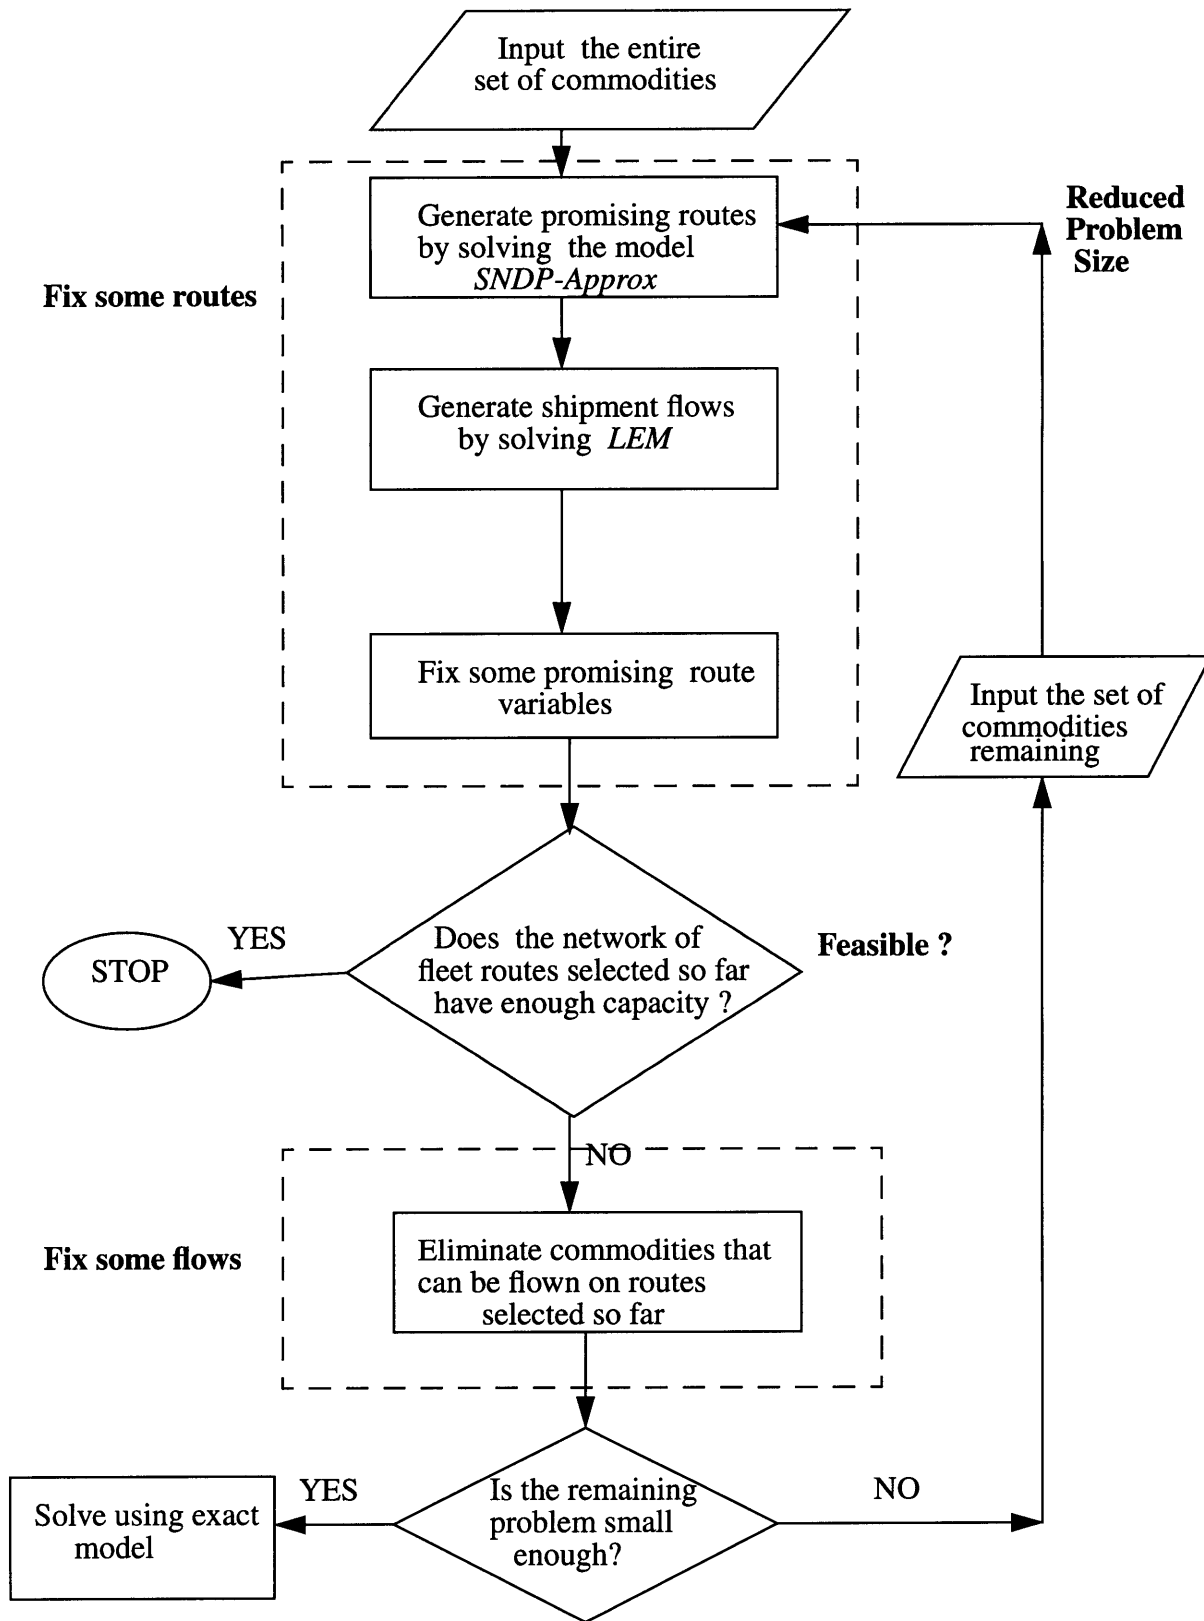 Input the entire
set of commodities
Generate promising routes
by solving the model
SNDP-Approx
Reduced
Problem
Size
Fix some routes
Generate shipment flows
by solving LEM
Fix some promising route
variables
Input the set of
commodities
remaining
YES
STOP
Does the network of
fleet routes selected so far
have enough capacity ?
Feasible ?
NO
Fix some flows
Eliminate commodities that
can be flown on routes
selected so far
YES
Solve using exact
model
Is the remaining
problem small
enough?
NO